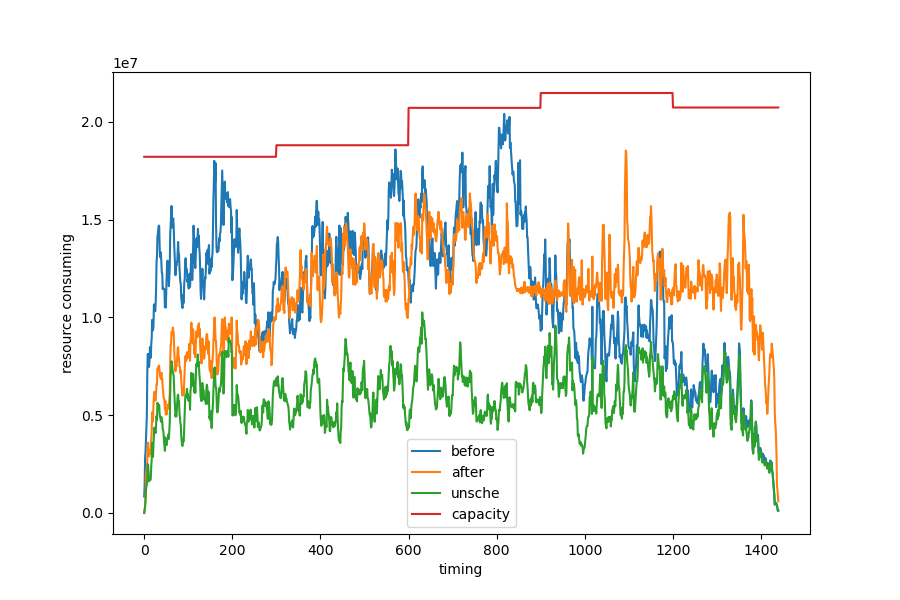 1e7
2.0
1.5
1.0
0.5
0.0
resource consuming
0 200 400 600 800 1000 1200 1400
timing
before
after
unsche
capacity